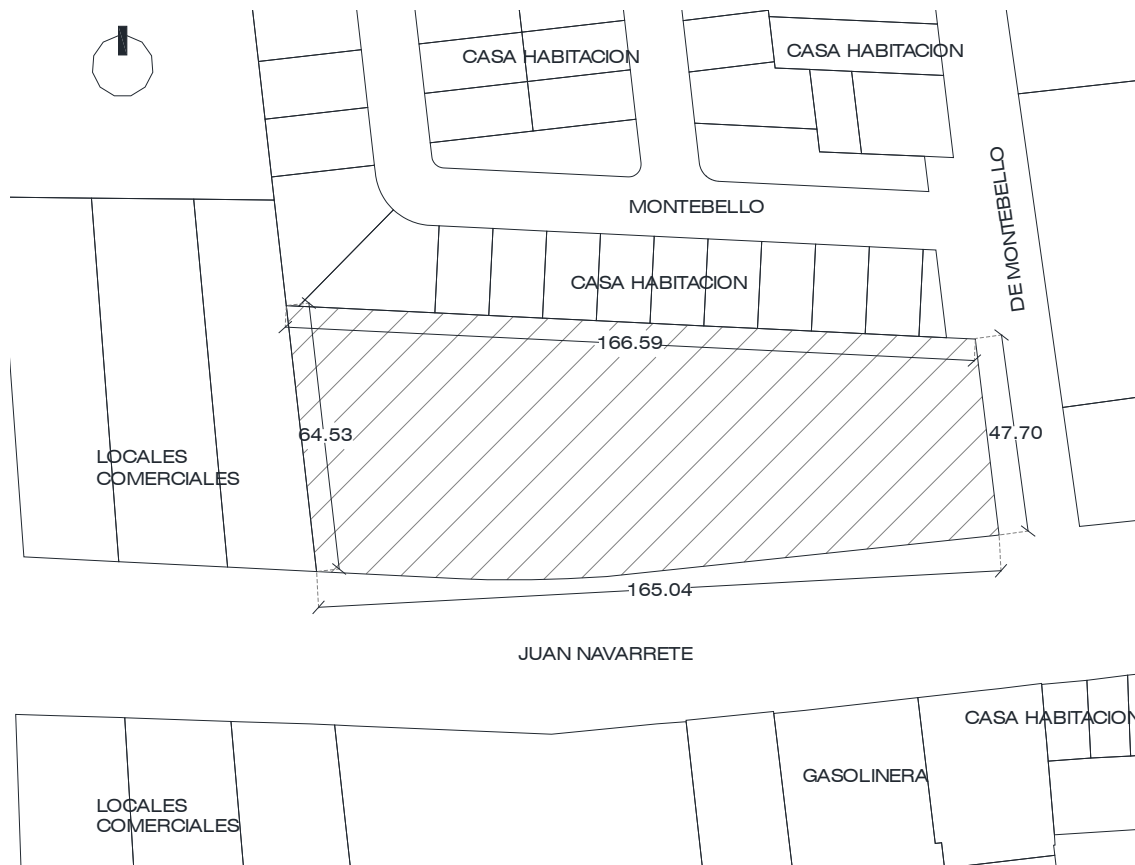 CASA HABITACION
CASA HABITACION
MONTEBELLO
DE MONTEBELLO
CASA HABITACION
166.59
64.53
47.70
LOCALES
COMERCIALES
165.04
JUAN NAVARRETE
CASA HABITACION
GASOLINERA
LOCALES
COMERCIALES